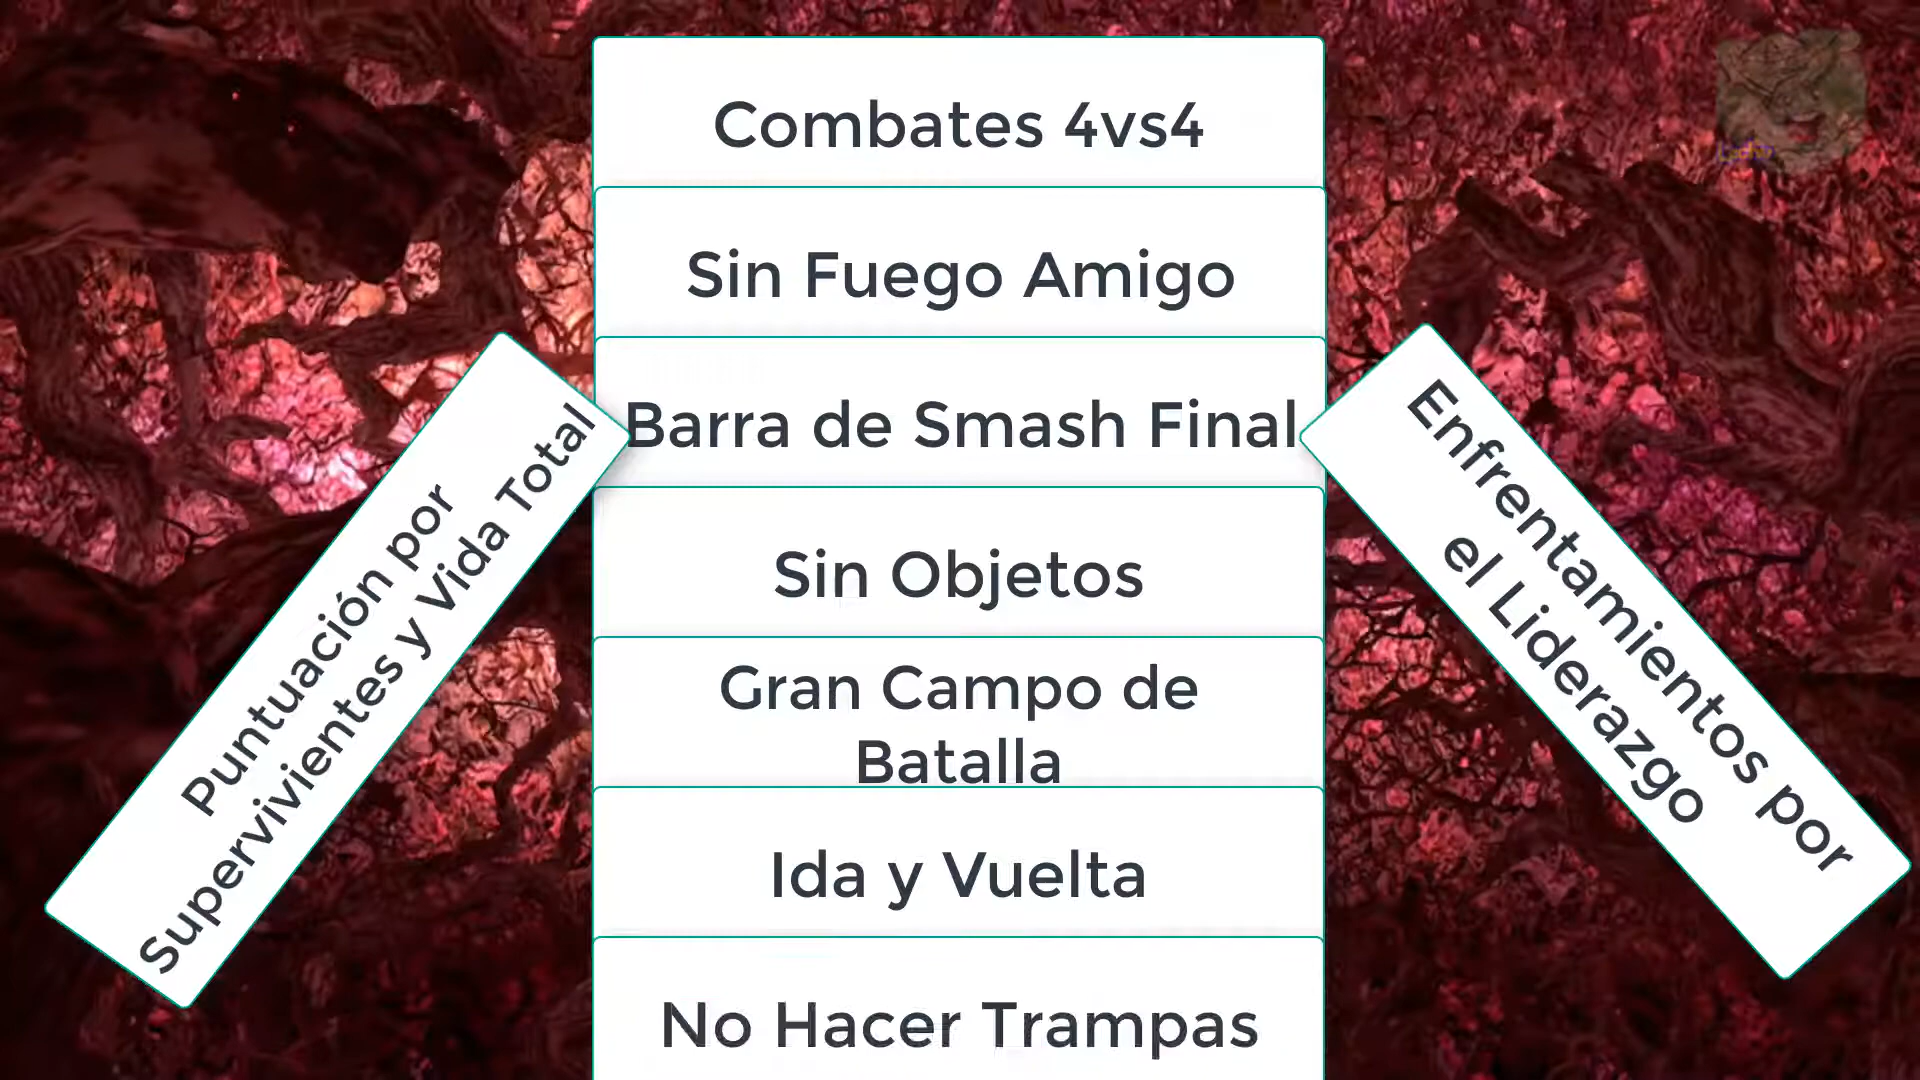 Combates 4vs4
Sin Fuego Amigo
Barra de Smash Final
Sin Objetos
Gran Campo de
Batalla
Ida y Vuelta
No Hacer Trampas
Puntuación por
Supervivientes y Vida Total
Enfrentamientos por
el Liderazgo